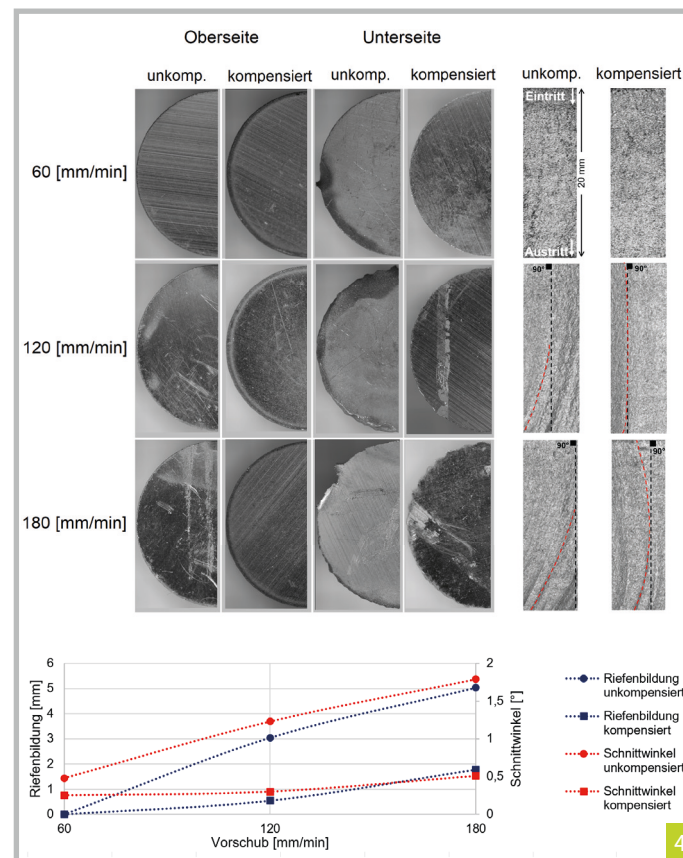 Oberseite Unterseite
unkomp. kompensiert unkomp. kompensiert unkomp. kompensiert
60 [mm/min]
Eintritt
20 mm
Austritt
120 [mm/min]
90° 90°
180 [mm/min]
90° 90°
Riefenbildung [mm]
6
5
4
3
2
1
0
60 120 180
Vorschub [mm/min]
2
1,5
1
0,5
0
Schnittwinkel [°]
Riefenbildung
unkompensiert
Riefenbildung
kompensiert
Schnittwinkel
unkompensiert
Schnittwinkel
kompensiert
4